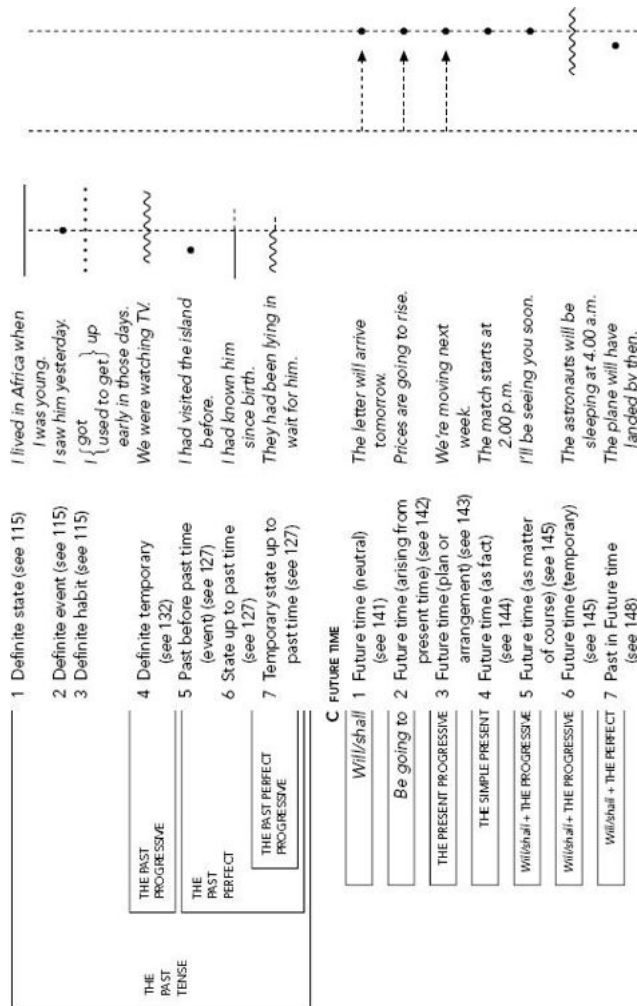 THE
PAST
TENSE
THE PAST
PROGRESSIVE
THE
PAST
PERFECT
THE PAST PERFECT
PROGRESSIVE
1 Definite state (see 115)
I lived in Africa when
I was young.
2 Definite event (see 115)
I saw him yesterday.
3 Definite habit (see 115)
I { got
{ used to get } up
early in those days.
4 Definite temporary
(see 132)
We were watching TV.
5 Past before past time
(event) (see 127)
I had visited the island
before.
6 State up to past time
(see 127)
I had known him
since birth.
7 Temporary state up to
past time (see 127)
They had been lying in
wait for him.
C FUTURE TIME
Will/shall
1 Future time (neutral)
(see 141)
The letter will arrive
tomorrow.
Be going to
2 Future time (arising from
present time) (see 142)
Prices are going to rise.
THE PRESENT PROGRESSIVE
3 Future time (plan or
arrangement) (see 143)
We're moving next
week.
THE SIMPLE PRESENT
4 Future time (as fact)
(see 144)
The match starts at
2.00 p.m.
Will/shall + THE PROGRESSIVE
5 Future time (as matter
of course) (see 145)
I'll be seeing you soon.
Will/shall + THE PROGRESSIVE
6 Future time (temporary)
(see 145)
The astronauts will be
sleeping at 4.00 a.m.
Will/shall + THE PERFECT
7 Past in Future time
(see 148)
The plane will have
landed by then.